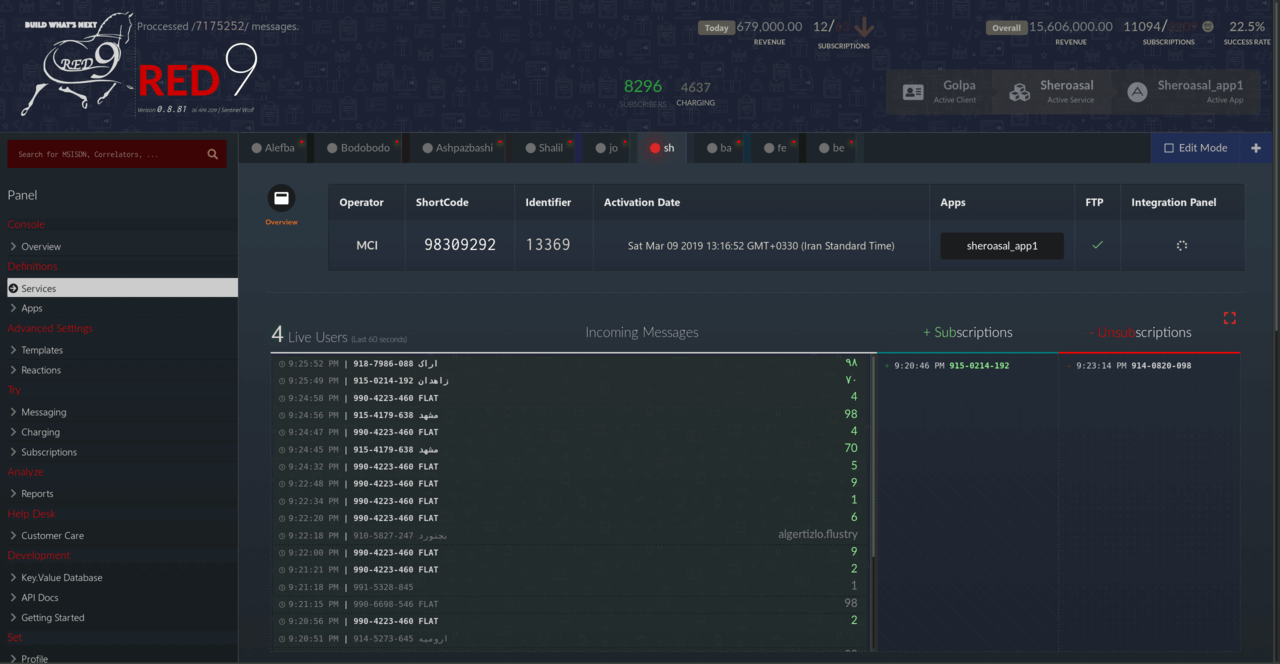 BUILD WHAT'S NEXT
Proccessed /7175252/ messages.
RED 9
RED 9
Verison 0.8.81 06 APR 2019 / Sentinel Wolf
Today 679,000.00 12/
REVENUE SUBSCRIPTIONS
Overall 15,606,000.00 11094/ 22.5%
REVENUE SUBSCRIPTIONS SUCCESS RATE
8296 4637
SUBSCRIBERS CHARGING
Golpa Sheroasal Sheroasal_app1
Active Client Active Service Active App
Search for MSISDN, Correlators, ...
Panel
Console
Overview
Definitions
Services
Apps
Advanced Settings
Templates
Reactions
Try
Messaging
Charging
Subscriptions
Analyze
Reports
Help Desk
Customer Care
Development
Key.Value Database
API Docs
Getting Started
Set
Profile
Alefba Bodobodo Ashpazbashi Shalil jo sh ba fe be Edit Mode +
Overview
Operator ShortCode Identifier Activation Date Apps FTP Integration Panel
MCI 98309292 13369 Sat Mar 09 2019 13:16:52 GMT+0330 (Iran Standard Time) sheroasal_app1
4 Live Users (Last 60 seconds) Incoming Messages + Subscriptions - Unsubscriptions
9:25:52 PM | 918-7986-088 اراک ۹۸
9:25:49 PM | 915-0214-192 زاهدان ۷۰
9:24:58 PM | 990-4223-460 FLAT 4
9:24:56 PM | 915-4179-638 مشهد 98
9:24:47 PM | 990-4223-460 FLAT 4
9:24:45 PM | 915-4179-638 مشهد 70
9:24:32 PM | 990-4223-460 FLAT 5
9:22:48 PM | 990-4223-460 FLAT 9
9:22:34 PM | 990-4223-460 FLAT 1
9:22:20 PM | 990-4223-460 FLAT 6
9:22:18 PM | 910-5827-247 بجنورد algertizlo.flustry
9:22:00 PM | 990-4223-460 FLAT 9
9:21:21 PM | 990-4223-460 FLAT 2
9:21:18 PM | 991-5328-845 1
9:21:15 PM | 990-6698-546 FLAT 98
9:20:56 PM | 990-4223-460 FLAT 2
9:20:51 PM | 914-5273-645 ارومیه
+ 9:20:46 PM 915-0214-192
- 9:23:14 PM 914-0820-098